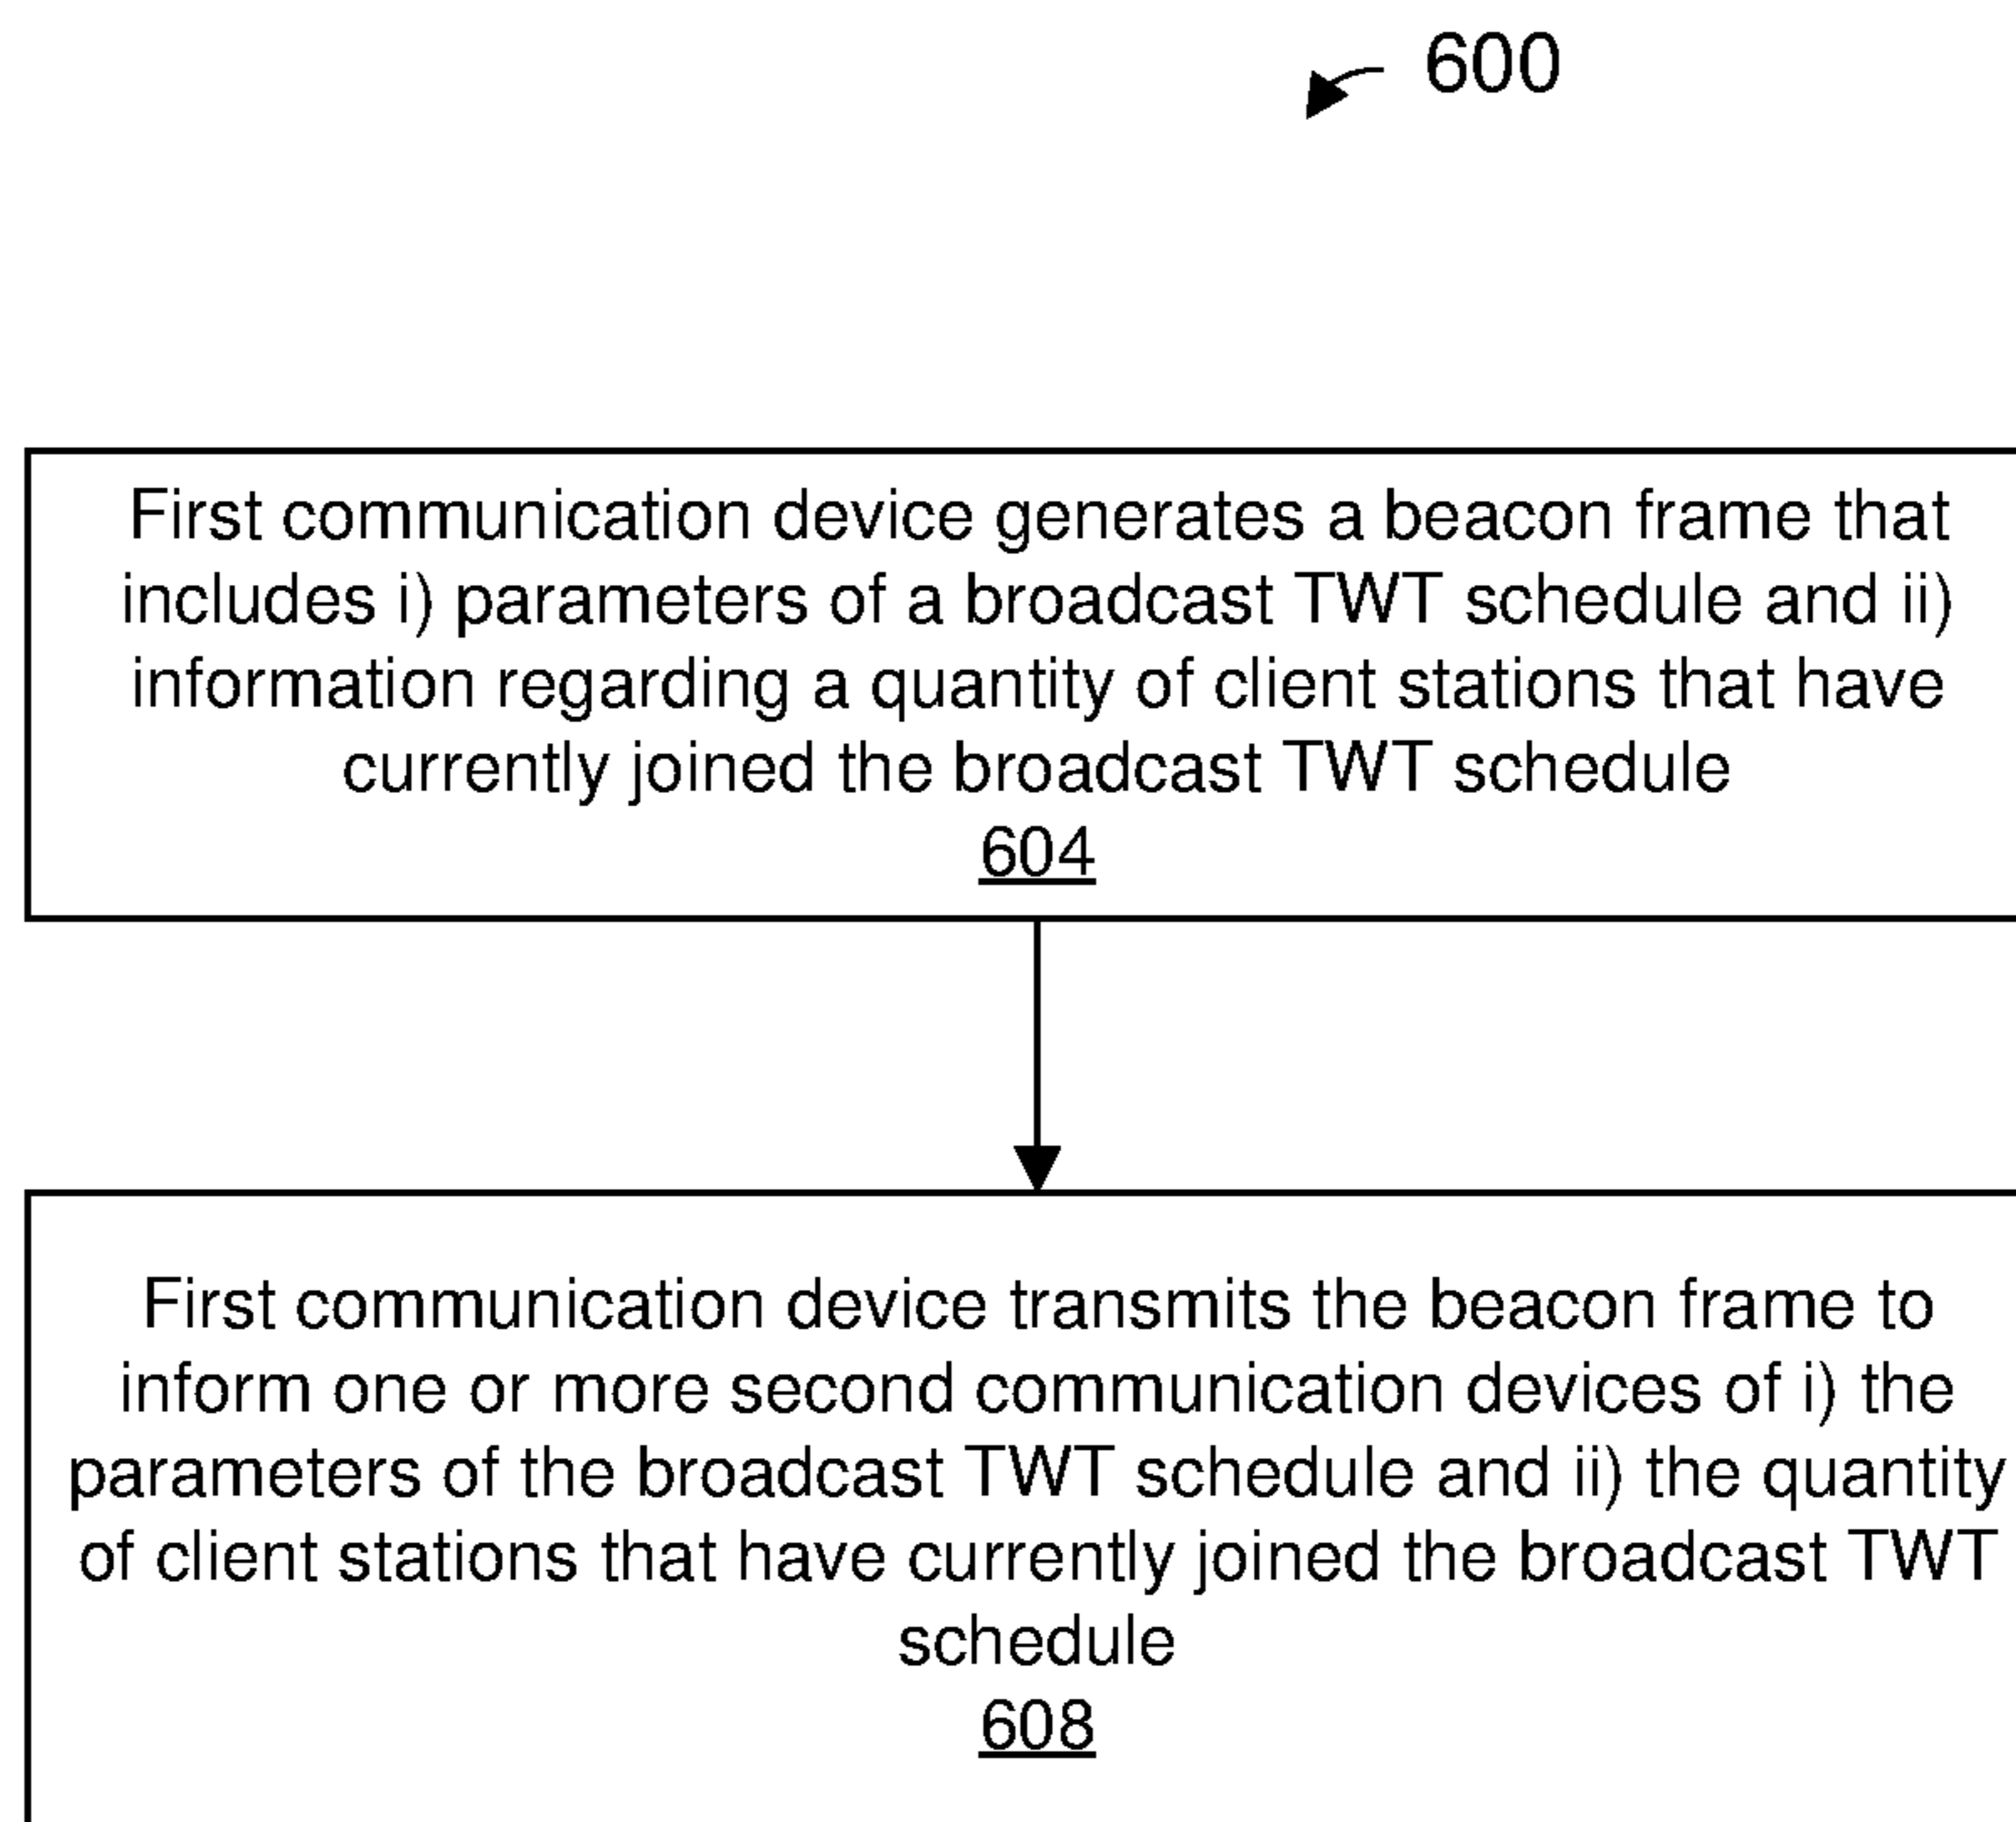 600
First communication device generates a beacon frame that
includes i) parameters of a broadcast TWT schedule and ii)
information regarding a quantity of client stations that have
currently joined the broadcast TWT schedule
604
First communication device transmits the beacon frame to
inform one or more second communication devices of i) the
parameters of the broadcast TWT schedule and ii) the quantity
of client stations that have currently joined the broadcast TWT
schedule
608